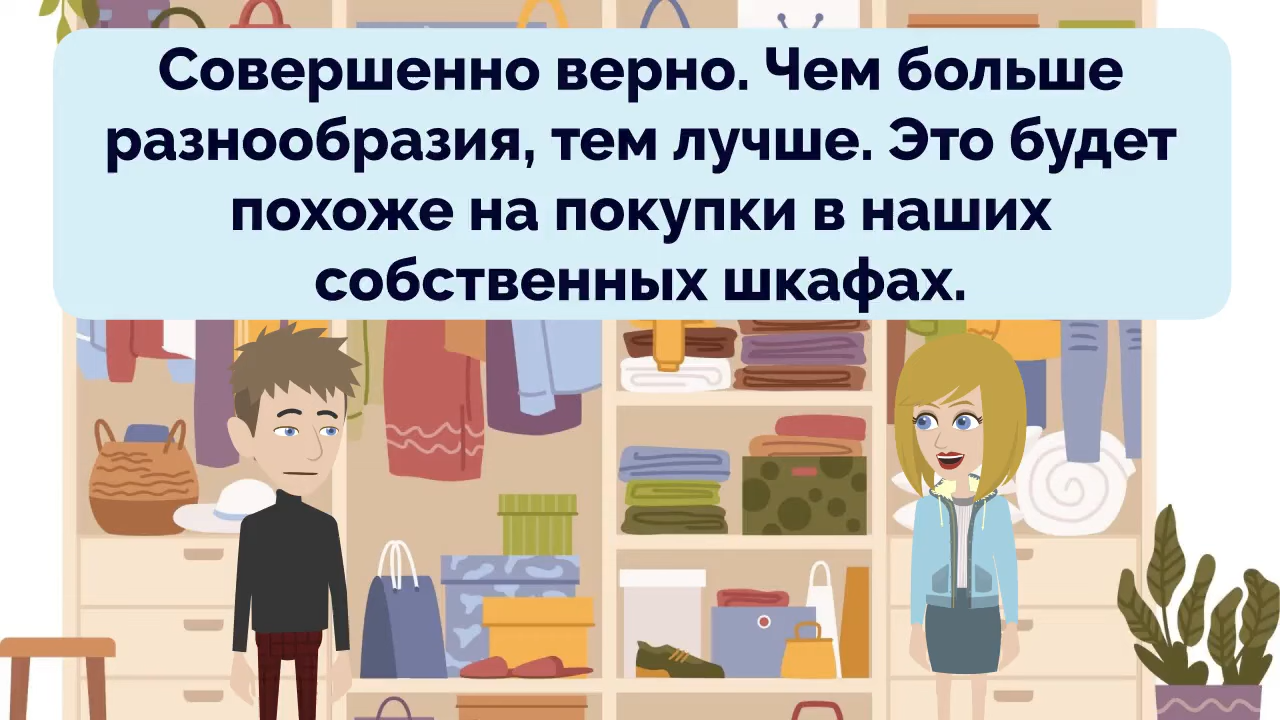 Совершенно верно. Чем больше
разнообразия, тем лучше. Это будет
похоже на покупки в наших
собственных шкафах.